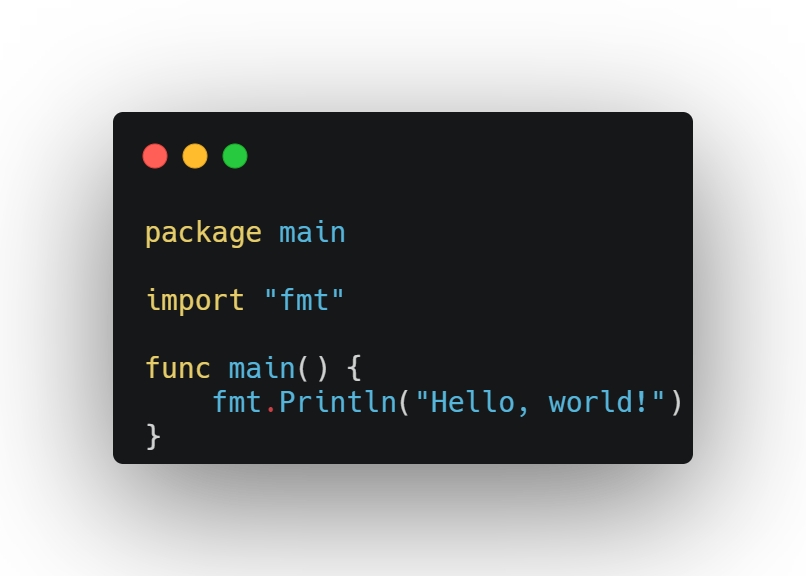 package main
import "fmt"
func main() {
    fmt.Println("Hello, world!")
}